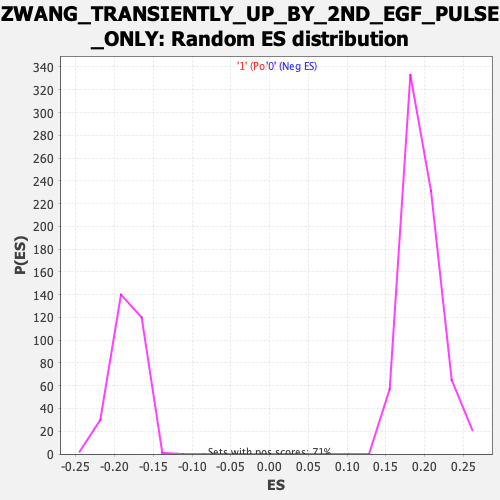 ZWANG_TRANSIENTLY_UP_BY_2ND_EGF_PULSE
_ONLY: Random ES distribution
'1' (Po '0' (Neg ES)
P(ES)
340
320
300
280
260
240
220
200
180
160
140
120
100
80
60
40
20
0
Sets with pos scores: 71%
-0.25 -0.20 -0.15 -0.10 -0.05 0.00 0.05 0.10 0.15 0.20 0.25
ES